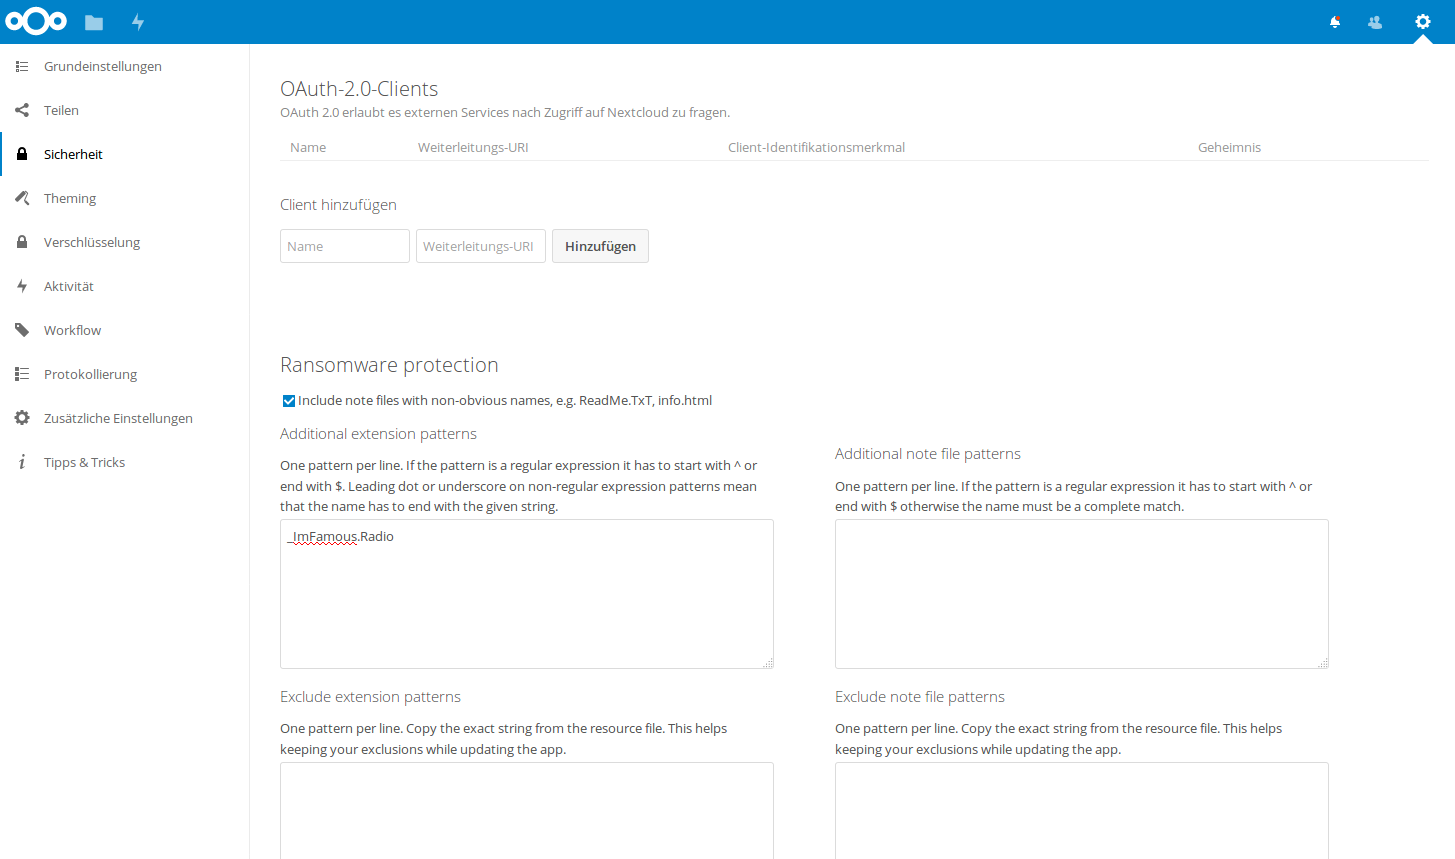 Grundeinstellungen
Teilen
Sicherheit
Theming
Verschlüsselung
Aktivität
Workflow
Protokollierung
Zusätzliche Einstellungen
Tipps & Tricks
OAuth-2.0-Clients
OAuth 2.0 erlaubt es externen Services nach Zugriff auf Nextcloud zu fragen.
Name Weiterleitungs-URI Client-Identifikationsmerkmal Geheimnis
Client hinzufügen
Name Weiterleitungs-URI Hinzufügen
Ransomware protection
Include note files with non-obvious names, e.g. ReadMe.TxT, info.html
Additional extension patterns
One pattern per line. If the pattern is a regular expression it has to start with ^ or
end with $. Leading dot or underscore on non-regular expression patterns mean
that the name has to end with the given string.
_ImFamous.Radio
Additional note file patterns
One pattern per line. If the pattern is a regular expression it has to start with ^ or
end with $ otherwise the name must be a complete match.
Exclude extension patterns
One pattern per line. Copy the exact string from the resource file. This helps
keeping your exclusions while updating the app.
Exclude note file patterns
One pattern per line. Copy the exact string from the resource file. This helps
keeping your exclusions while updating the app.